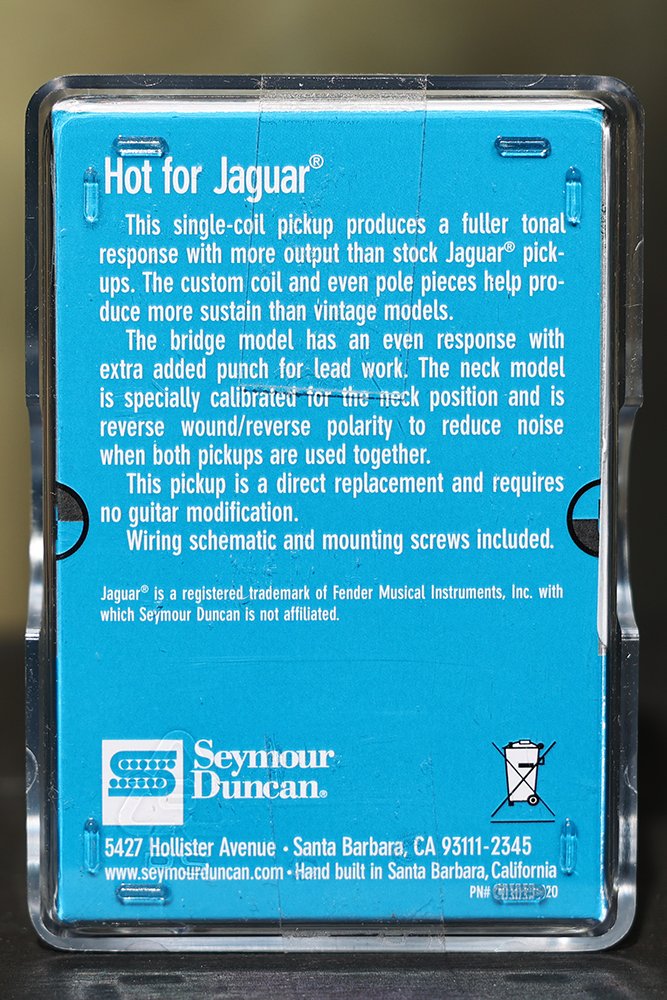 Hot for Jaguar®
This single-coil pickup produces a fuller tonal
response with more output than stock Jaguar® pick-
ups. The custom coil and even pole pieces help pro-
duce more sustain than vintage models.
The bridge model has an even response with
extra added punch for lead work. The neck model
is specially calibrated for the neck position and is
reverse wound/reverse polarity to reduce noise
when both pickups are used together.
This pickup is a direct replacement and requires
no guitar modification.
Wiring schematic and mounting screws included.
Jaguar® is a registered trademark of Fender Musical Instruments, Inc. with
which Seymour Duncan is not affiliated.
Seymour
Duncan®
5427 Hollister Avenue • Santa Barbara, CA 93111-2345
www.seymourduncan.com • Hand built in Santa Barbara, California
PN#